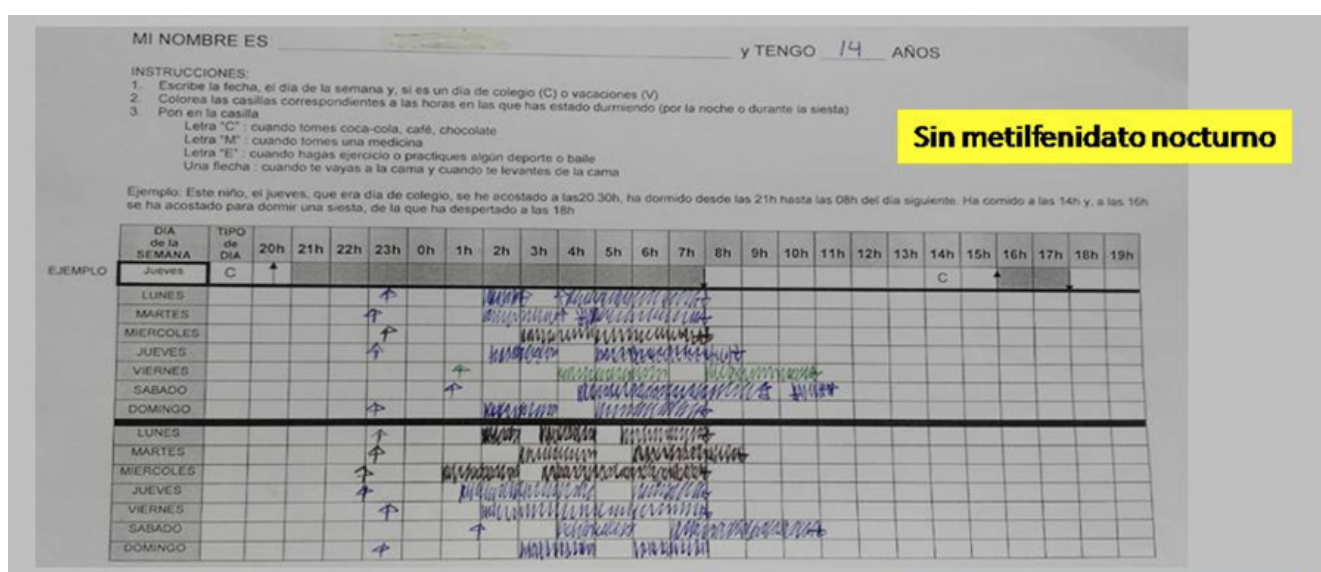 MI NOMBRE ES y TENGO 14 AÑOS
Sin metilfenidato nocturno
INSTRUCCIONES:
1. Escribe la fecha, el día de la semana y, si es un día de colegio (C) o vacaciones (V)
2. Colorea las casillas correspondientes a las horas en las que has estado durmiendo (por la noche o durante la siesta)
3. Pon en la casilla
Letra "C" : cuando tomes coca-cola, café, chocolate
Letra "M" : cuando tomes una medicina
Letra "E" : cuando hagas ejercicio o practiques algún deporte o baile
Una flecha : cuando te vayas a la cama y cuando te levantes de la cama
Ejemplo: Este niño, el jueves, que era día de colegio, se he acostado a las20.30h, ha dormido desde las 21h hasta las 08h del día siguiente. Ha comido a las 14h y, a las 16h
se ha acostado para dormir una siesta, de la que ha despertado a las 18h
DIA de la SEMANA TIPO de DIA 20h 21h 22h 23h 0h 1h 2h 3h 4h 5h 6h 7h 8h 9h 10h 11h 12h 13h 14h 15h 16h 17h 18h 19h
EJEMPLO Jueves C C
LUNES
MARTES
MIERCOLES
JUEVES
VIERNES
SABADO
DOMINGO
LUNES
MARTES
MIERCOLES
JUEVES
VIERNES
SABADO
DOMINGO